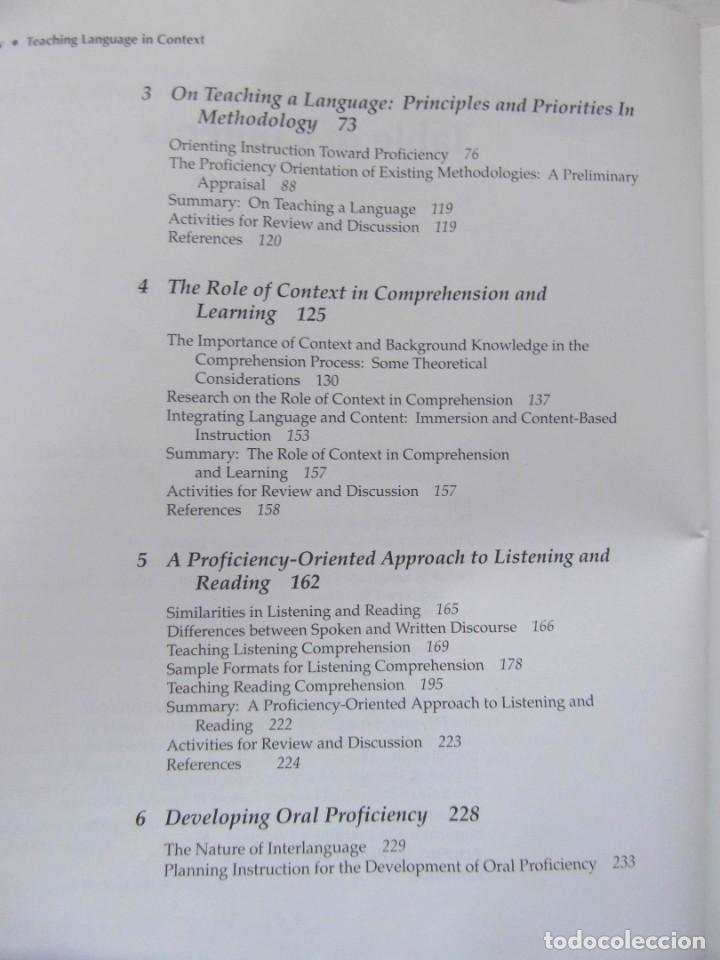 • Teaching Language in Context
3 On Teaching a Language: Principles and Priorities In
Methodology 73
Orienting Instruction Toward Proficiency 76
The Proficiency Orientation of Existing Methodologies: A Preliminary
Appraisal 88
Summary: On Teaching a Language 119
Activities for Review and Discussion 119
References 120
4 The Role of Context in Comprehension and
Learning 125
The Importance of Context and Background Knowledge in the
Comprehension Process: Some Theoretical
Considerations 130
Research on the Role of Context in Comprehension 137
Integrating Language and Content: Immersion and Content-Based
Instruction 153
Summary: The Role of Context in Comprehension
and Learning 157
Activities for Review and Discussion 157
References 158
5 A Proficiency-Oriented Approach to Listening and
Reading 162
Similarities in Listening and Reading 165
Differences between Spoken and Written Discourse 166
Teaching Listening Comprehension 169
Sample Formats for Listening Comprehension 178
Teaching Reading Comprehension 195
Summary: A Proficiency-Oriented Approach to Listening and
Reading 222
Activities for Review and Discussion 223
References 224
6 Developing Oral Proficiency 228
The Nature of Interlanguage 229
Planning Instruction for the Development of Oral Proficiency 233
todocoleccion